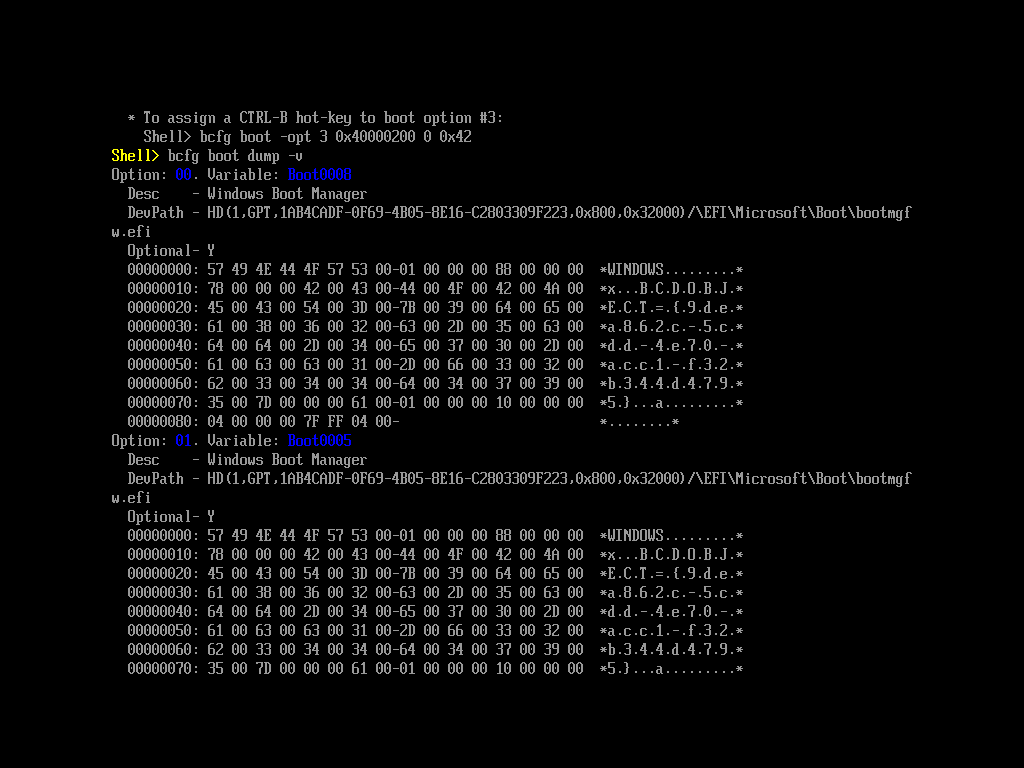 * To assign a CTRL-B hot-key to boot option #3:
Shell> bcfg boot -opt 3 0x40000200 0 0x42
Shell> bcfg boot dump -v
Option: 00. Variable: Boot0000
Desc    - Windows Boot Manager
DevPath - HD(1,GPT,1AB4CADF-0F69-4B05-8E16-C2803309F223,0x800,0x32000)/\EFI\Microsoft\Boot\bootmgf
w.efi
Optional- Y
00000000: 57 49 4E 44 4F 57 53 00-01 00 00 00 88 00 00 00  *WINDOWS.........*
00000010: 78 00 00 00 42 00 43 00-44 00 4F 00 42 00 4A 00  *x...B.C.D.O.B.J.*
00000020: 45 00 43 00 54 00 3D 00-7B 00 39 00 64 00 65 00  *E.C.T.=.{.9.d.e.*
00000030: 61 00 38 00 36 00 32 00-63 00 2D 00 35 00 63 00  *a.8.6.2.c.-.5.c.*
00000040: 64 00 64 00 2D 00 34 00-65 00 37 00 30 00 2D 00  *d.d.-.4.e.7.0.-.*
00000050: 61 00 63 00 63 00 31 00-2D 00 66 00 33 00 32 00  *a.c.c.1.-.f.3.2.*
00000060: 62 00 33 00 34 00 34 00-64 00 34 00 37 00 39 00  *b.3.4.4.d.4.7.9.*
00000070: 35 00 7D 00 00 00 61 00-01 00 00 00 10 00 00 00  *5.}...a.........*
00000080: 04 00 00 00 7F FF 04 00-                         *........*
Option: 01. Variable: Boot0005
Desc    - Windows Boot Manager
DevPath - HD(1,GPT,1AB4CADF-0F69-4B05-8E16-C2803309F223,0x800,0x32000)/\EFI\Microsoft\Boot\bootmgf
w.efi
Optional- Y
00000000: 57 49 4E 44 4F 57 53 00-01 00 00 00 88 00 00 00  *WINDOWS.........*
00000010: 78 00 00 00 42 00 43 00-44 00 4F 00 42 00 4A 00  *x...B.C.D.O.B.J.*
00000020: 45 00 43 00 54 00 3D 00-7B 00 39 00 64 00 65 00  *E.C.T.=.{.9.d.e.*
00000030: 61 00 38 00 36 00 32 00-63 00 2D 00 35 00 63 00  *a.8.6.2.c.-.5.c.*
00000040: 64 00 64 00 2D 00 34 00-65 00 37 00 30 00 2D 00  *d.d.-.4.e.7.0.-.*
00000050: 61 00 63 00 63 00 31 00-2D 00 66 00 33 00 32 00  *a.c.c.1.-.f.3.2.*
00000060: 62 00 33 00 34 00 34 00-64 00 34 00 37 00 39 00  *b.3.4.4.d.4.7.9.*
00000070: 35 00 7D 00 00 00 61 00-01 00 00 00 10 00 00 00  *5.}...a.........*